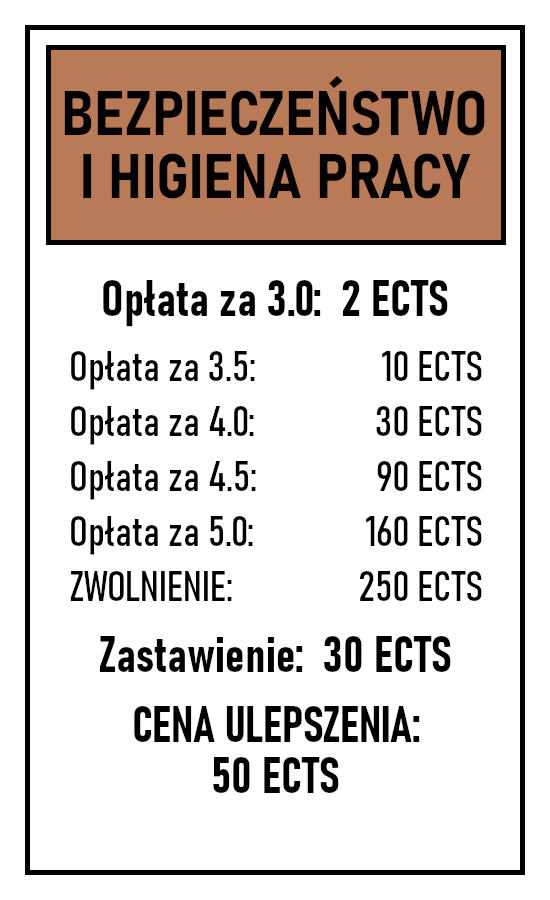 BEZPIECZEŃSTWO
I HIGIENA PRACY
Opłata za 3.0: 2 ECTS
Opłata za 3.5: 10 ECTS
Opłata za 4.0: 30 ECTS
Opłata za 4.5: 90 ECTS
Opłata za 5.0: 160 ECTS
ZWOLNIENIE: 250 ECTS
Zastawienie: 30 ECTS
CENA ULEPSZENIA:
50 ECTS